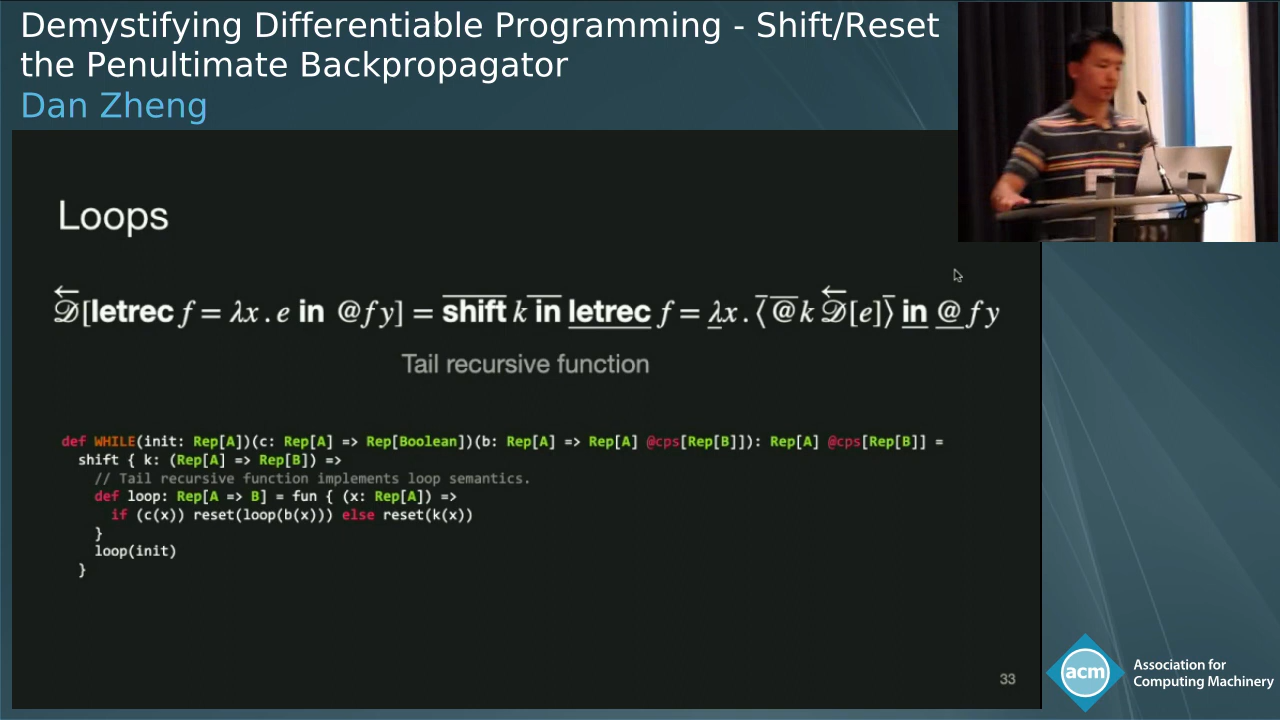 Demystifying Differentiable Programming - Shift/Reset
the Penultimate Backpropagator
Dan Zheng
Loops
𝒟[letrec f = λx . e in @ f y] = shift k in letrec f = λx . ⟨@ k 𝒟[e]⟩ in @ f y
Tail recursive function
def WHILE(init: Rep[A])(c: Rep[A] => Rep[Boolean])(b: Rep[A] => Rep[A] @cps[Rep[B]]): Rep[A] @cps[Rep[B]] =
shift { k: (Rep[A] => Rep[B]) =>
// Tail recursive function implements loop semantics.
def loop: Rep[A => B] = fun { (x: Rep[A]) =>
if (c(x)) reset(loop(b(x))) else reset(k(x))
}
loop(init)
}
33
acm
Association for
Computing Machinery